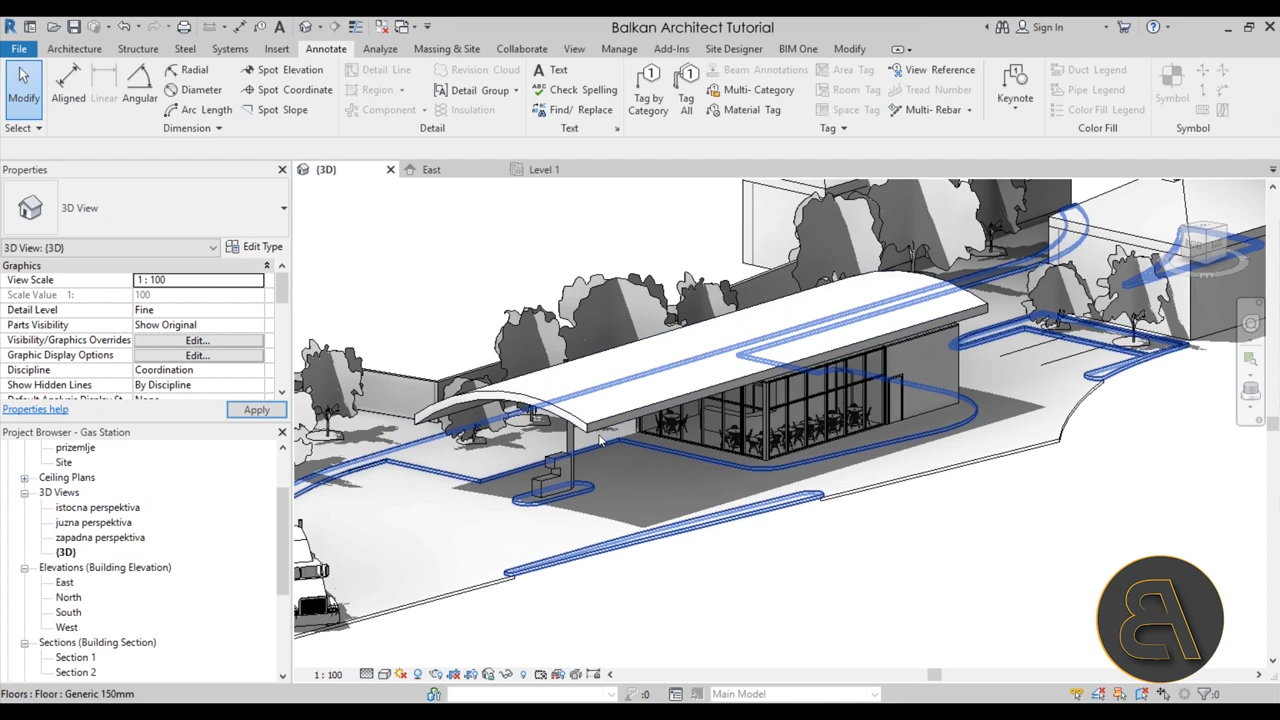 Balkan Architect Tutorial
Sign In
File Architecture Structure Steel Systems Insert Annotate Analyze Massing & Site Collaborate View Manage Add-Ins Site Designer BIM One Modify
Modify
Select
Aligned
Linear
Angular
Radial
Diameter
Arc Length
Spot Elevation
Spot Coordinate
Spot Slope
Dimension
Detail Line
Region
Component
Revision Cloud
Detail Group
Insulation
Detail
Text
Check Spelling
Find/ Replace
Text
Tag by
Category
Tag
All
Beam Annotations
Multi- Category
Material Tag
Area Tag
Room Tag
Space Tag
View Reference
Tread Number
Multi- Rebar
Tag
Keynote
Duct Legend
Pipe Legend
Color Fill Legend
Color Fill
Symbol
Symbol
Properties
{3D}
East
Level 1
3D View
3D View: {3D}
Edit Type
Graphics
View Scale 1 : 100
Scale Value 1: 100
Detail Level Fine
Parts Visibility Show Original
Visibility/Graphics Overrides Edit...
Graphic Display Options Edit...
Discipline Coordination
Show Hidden Lines By Discipline
Properties help
Apply
Project Browser - Gas Station
prizemlje
Site
Ceiling Plans
3D Views
istocna perspektiva
juzna perspektiva
zapadna perspektiva
{3D}
Elevations (Building Elevation)
East
North
South
West
Sections (Building Section)
Section 1
Section 2
1 : 100
Floors : Floor : Generic 150mm
:0
Main Model
:0